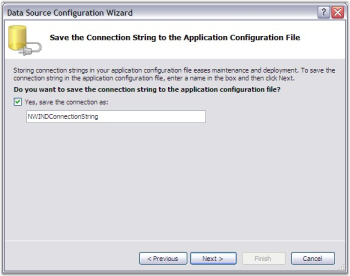 Data Source Configuration Wizard
Save the Connection String to the Application Configuration File
Storing connection strings in your application configuration file eases maintenance and deployment. To save the
connection string in the application configuration file, enter a name in the box and then click Next.
Do you want to save the connection string to the application configuration file?
Yes, save the connection as:
NWINDConnectionString
< Previous Next > Finish Cancel